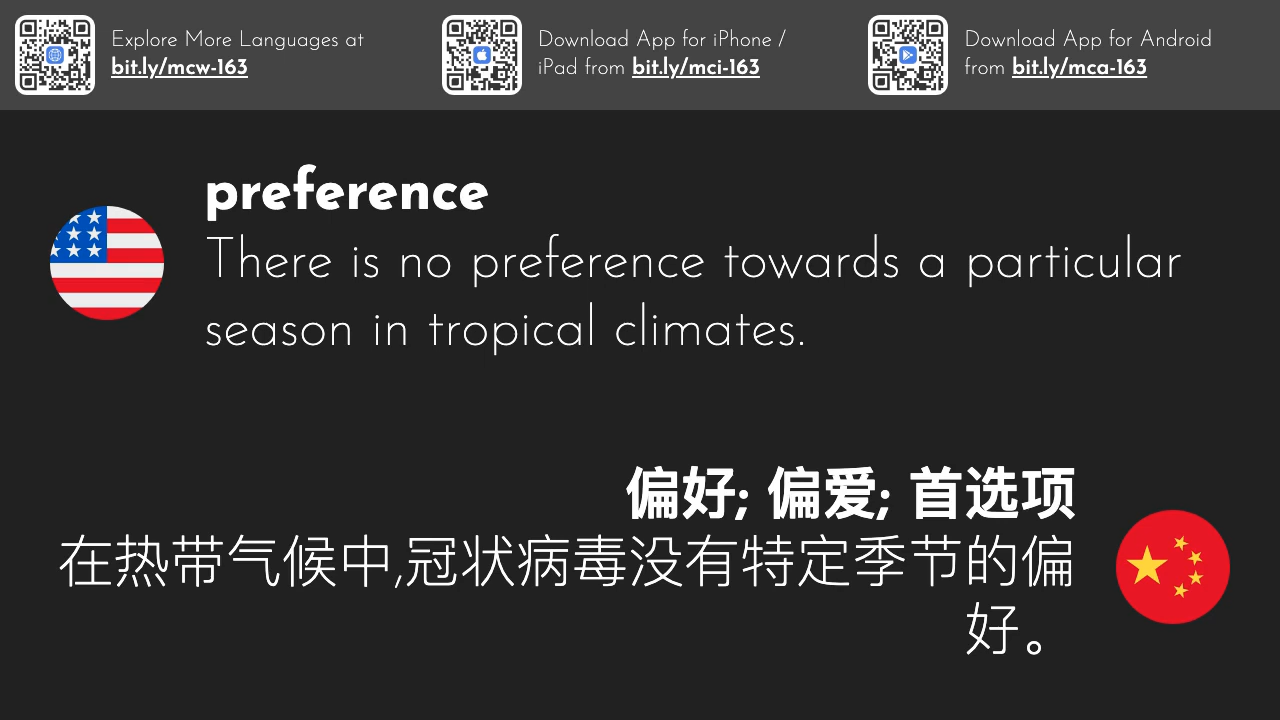 Explore More Languages at
bit.ly/mcw-163
Download App for iPhone /
iPad from bit.ly/mci-163
Download App for Android
from bit.ly/mca-163
preference
There is no preference towards a particular
season in tropical climates.
偏好; 偏爱; 首选项
在热带气候中,冠状病毒没有特定季节的偏
好。